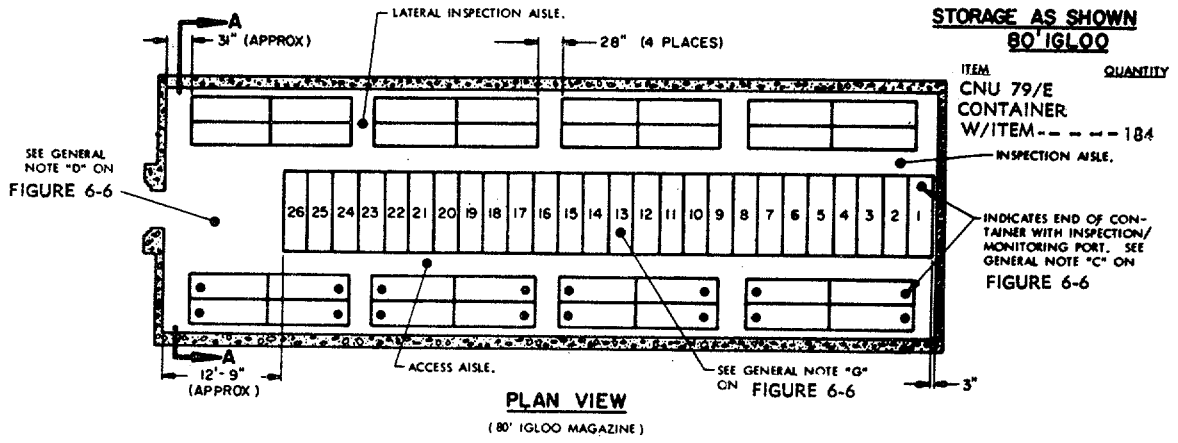 A
LATERAL INSPECTION AISLE.
31" (APPROX)
28" (4 PLACES)
STORAGE AS SHOWN
80' IGLOO
ITEM QUANTITY
CNU 79/E
CONTAINER
W/ITEM - - - - - 184
INSPECTION AISLE.
SEE GENERAL
NOTE "D" ON
FIGURE 6-6
26 25 24 23 22 21 20 19 18 17 16 15 14 13 12 11 10 9 8 7 6 5 4 3 2 1
INDICATES END OF CON-
TAINER WITH INSPECTION/
MONITORING PORT. SEE
GENERAL NOTE "C" ON
FIGURE 6-6
A
12'-9"
(APPROX)
ACCESS AISLE.
SEE GENERAL NOTE "G"
ON FIGURE 6-6
3"
PLAN VIEW
(80' IGLOO MAGAZINE)